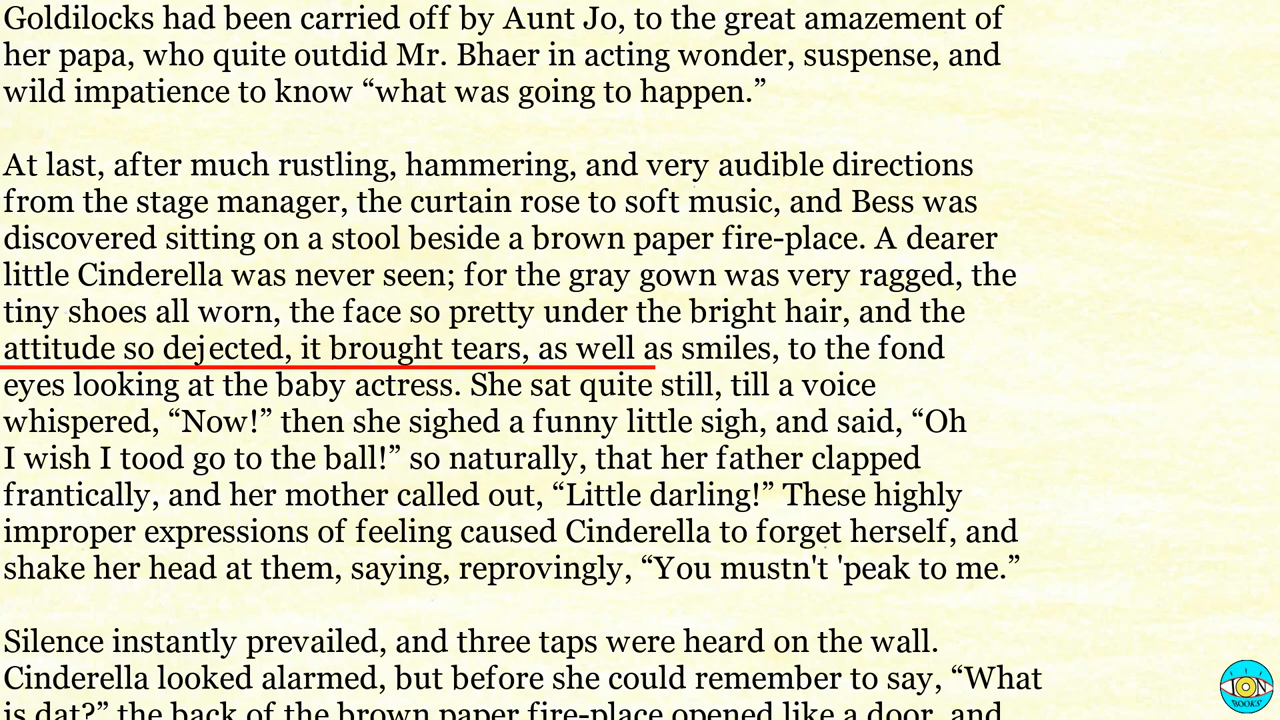 Goldilocks had been carried off by Aunt Jo, to the great amazement of
her papa, who quite outdid Mr. Bhaer in acting wonder, suspense, and
wild impatience to know “what was going to happen.”
At last, after much rustling, hammering, and very audible directions
from the stage manager, the curtain rose to soft music, and Bess was
discovered sitting on a stool beside a brown paper fire-place. A dearer
little Cinderella was never seen; for the gray gown was very ragged, the
tiny shoes all worn, the face so pretty under the bright hair, and the
attitude so dejected, it brought tears, as well as smiles, to the fond
eyes looking at the baby actress. She sat quite still, till a voice
whispered, “Now!” then she sighed a funny little sigh, and said, “Oh
I wish I tood go to the ball!” so naturally, that her father clapped
frantically, and her mother called out, “Little darling!” These highly
improper expressions of feeling caused Cinderella to forget herself, and
shake her head at them, saying, reprovingly, “You mustn't 'peak to me.”
Silence instantly prevailed, and three taps were heard on the wall.
Cinderella looked alarmed, but before she could remember to say, “What
is dat?” the back of the brown paper fire-place opened like a door, and
ION
BOOKS